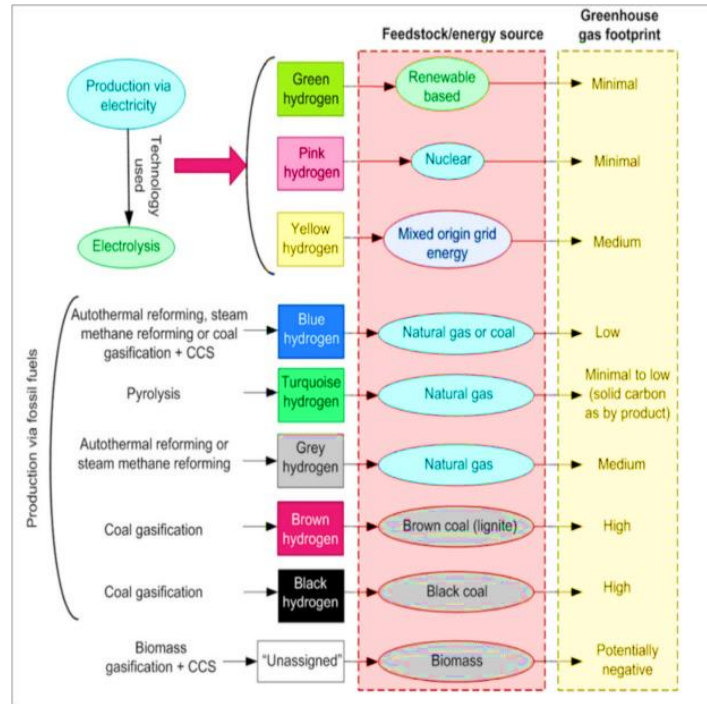 Feedstock/energy source
Greenhouse
gas footprint
Production via
electricity
Technology
used
Electrolysis
Green
hydrogen
Renewable
based
Minimal
Pink
hydrogen
Nuclear
Minimal
Yellow
hydrogen
Mixed origin grid
energy
Medium
Production via fossil fuels
Autothermal reforming, steam
methane reforming or coal
gasification + CCS
Blue
hydrogen
Natural gas or coal
Low
Pyrolysis
Turquoise
hydrogen
Natural gas
Minimal to low
(solid carbon
as by product)
Autothermal reforming or
steam methane reforming
Grey
hydrogen
Natural gas
Medium
Coal gasification
Brown
hydrogen
Brown coal (lignite)
High
Coal gasification
Black
hydrogen
Black coal
High
Biomass
gasification + CCS
"Unassigned"
Biomass
Potentially
negative